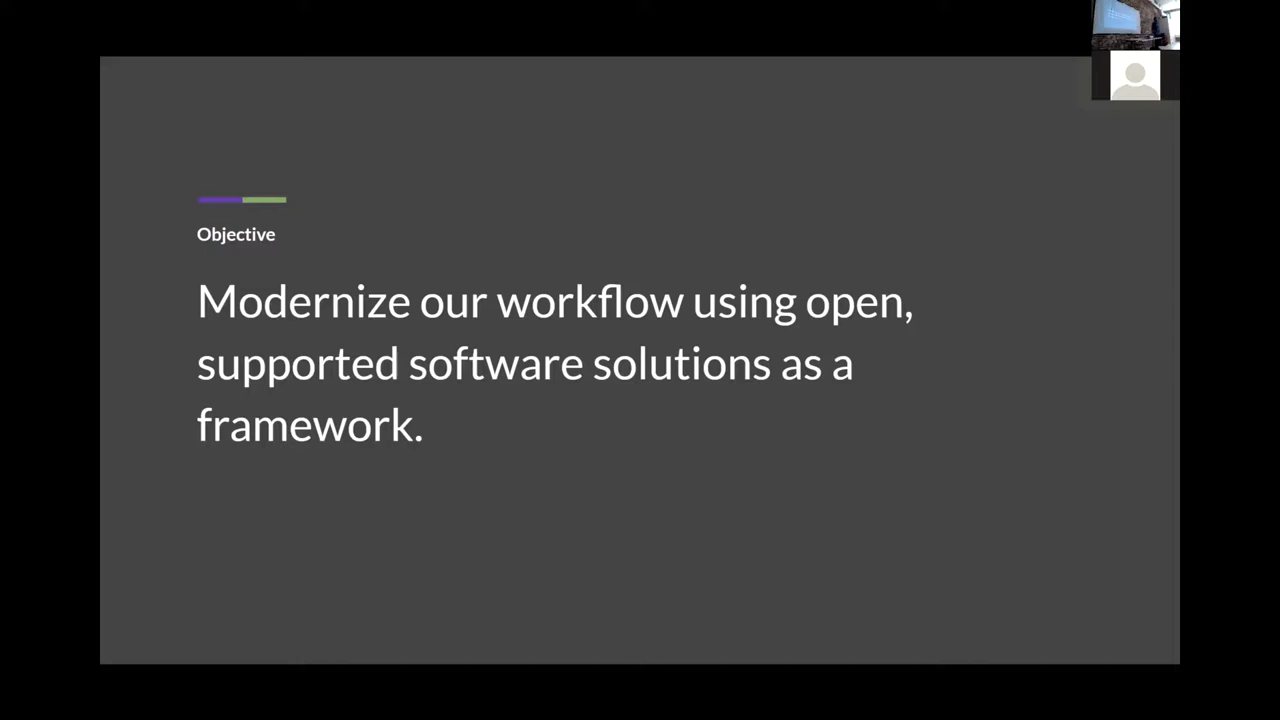 Objective
Modernize our workflow using open,
supported software solutions as a
framework.